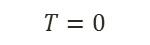 T = 0